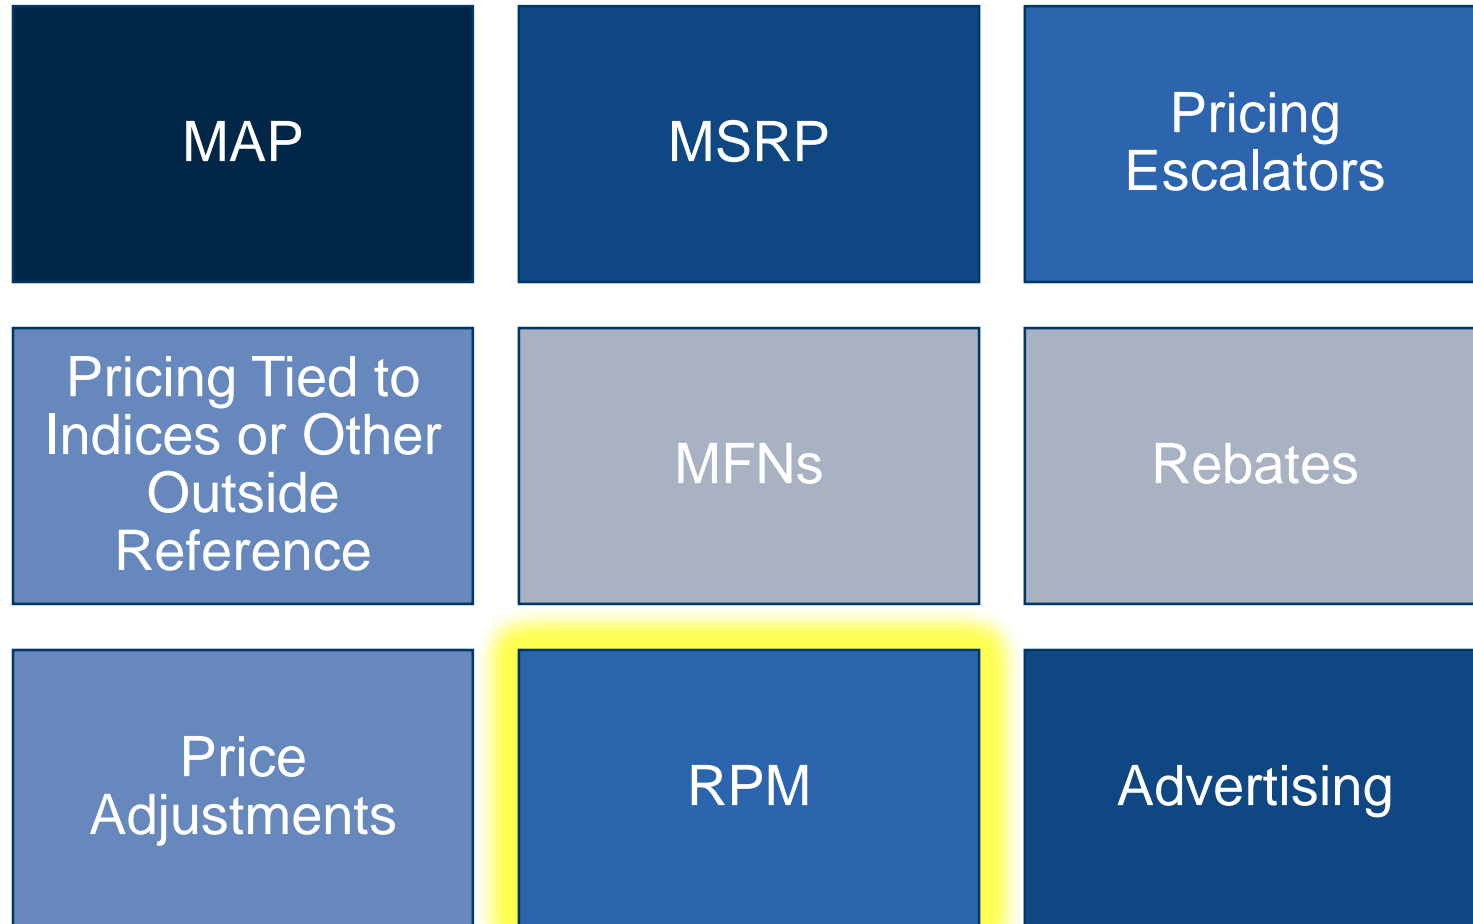 MAP
MSRP
Pricing
Escalators
Pricing Tied to
Indices or Other
Outside
Reference
MFNs
Rebates
Price
Adjustments
RPM
Advertising